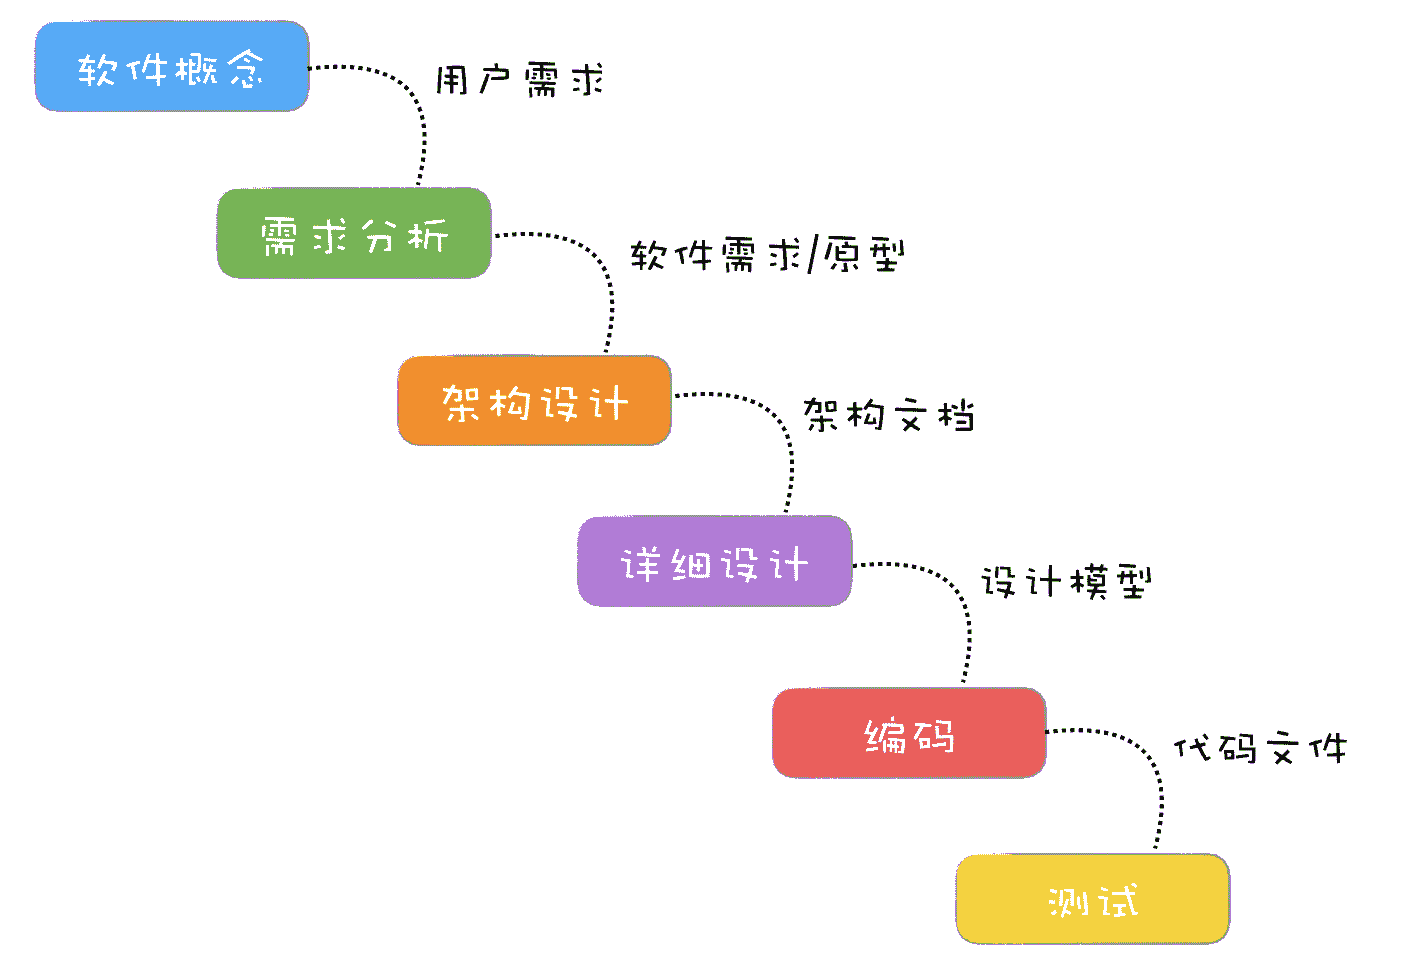 软件概念
用户需求
需求分析
软件需求/原型
架构设计
架构文档
详细设计
设计模型
编码
代码文件
测试